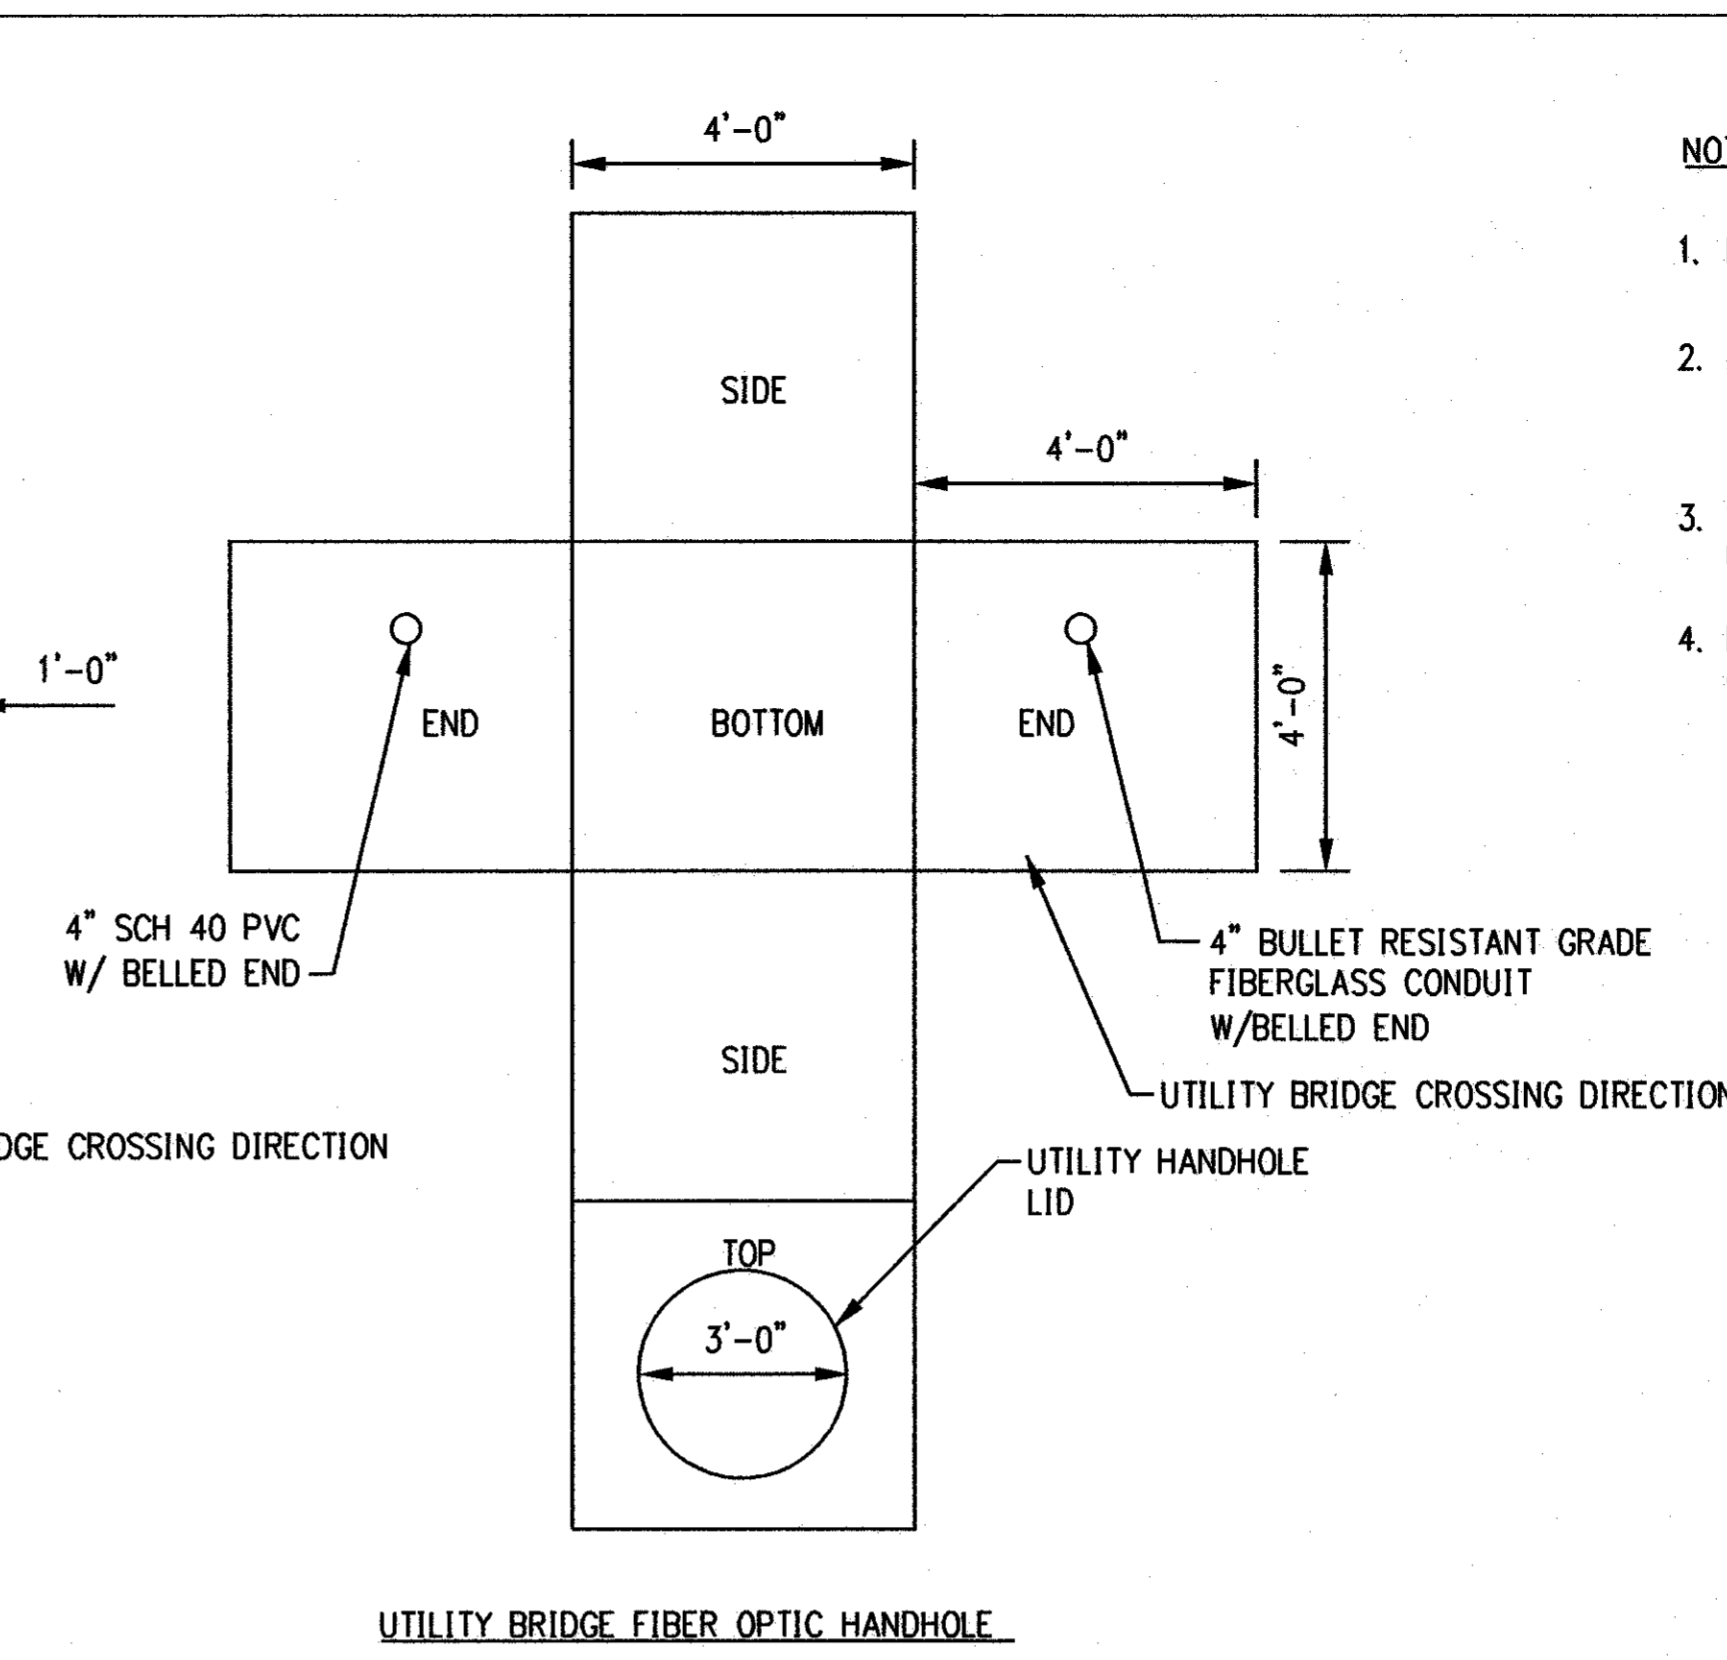 4'-0"
NO
1.
SIDE
2.
4'-0"
3.
1'-0"
4'-0"
4.
END
BOTTOM
END
4" SCH 40 PVC
W/ BELLED END
4" BULLET RESISTANT GRADE
FIBERGLASS CONDUIT
W/BELLED END
SIDE
UTILITY BRIDGE CROSSING DIRECTION
DGE CROSSING DIRECTION
UTILITY HANDHOLE
LID
TOP
3'-0"
UTILITY BRIDGE FIBER OPTIC HANDHOLE